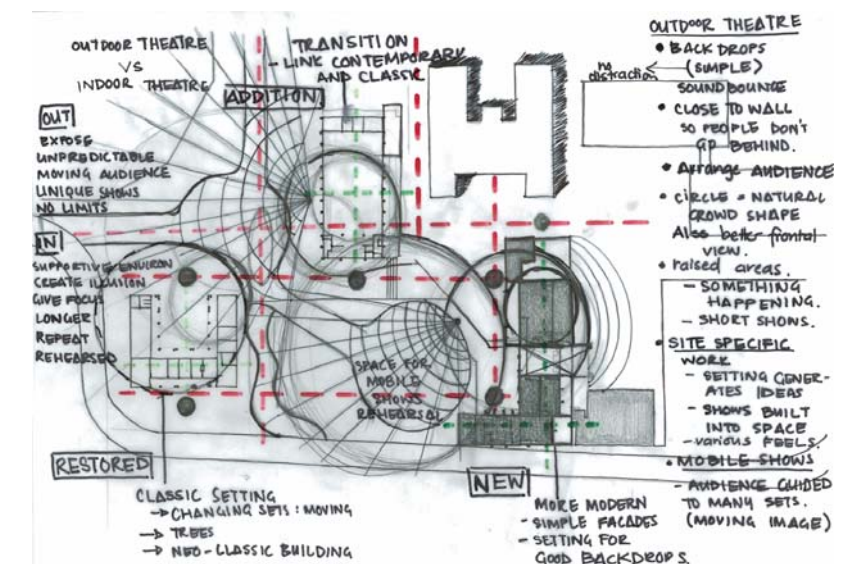 OUTDOOR THEATRE
VS
INDOOR THEATRE
OUT
EXPOSE
UNPREDICTABLE
MOVING AUDIENCE
UNIQUE SHOWS
NO LIMITS
IN
SUPPORTIVE ENVIRON
CREATE ILLUSION
GIVE FOCUS
LONGER
REPEAT
REHEARSED
TRANSITION
- LINK CONTEMPORARY
AND CLASSIC
ADDITION
SPACE FOR
MOBILE
SHOWS
REHEARSAL
RESTORED
CLASSIC SETTING
→ CHANGING SETS : MOVING
→ TREES
→ NEO-CLASSIC BUILDING
NEW
MORE MODERN
- SIMPLE FACADES
- SETTING FOR
GOOD BACKDROPS.
OUTDOOR THEATRE
• BACK DROPS
(SIMPLE)
no
distraction
SOUND BOUNCE
• CLOSE TO WALL
SO PEOPLE DON'T
GO BEHIND.
• Arrange AUDIENCE
• CIRCLE = NATURAL
CROWD SHAPE
Also better frontal
view.
• raised areas.
- SOMETHING
HAPPENING.
- SHORT SHOWS.
• SITE SPECIFIC
WORK
- SETTING GENER-
ATES IDEAS
- SHOWS BUILT
INTO SPACE
- various FEELS.
• MOBILE SHOWS
- AUDIENCE GUIDED
TO MANY SETS.
(MOVING IMAGE)